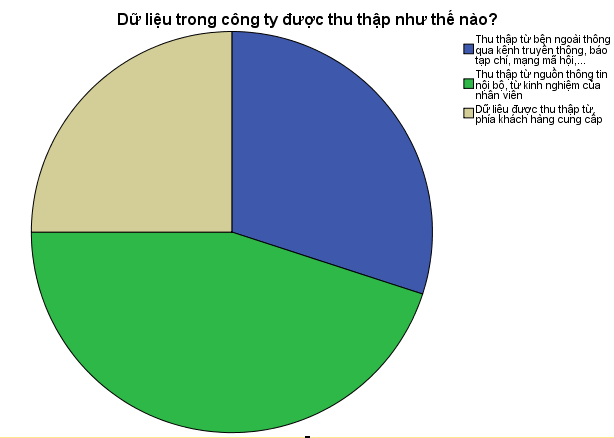 Dữ liệu trong công ty được thu thập như thế nào?
Thu thập từ bên ngoài thông
qua kênh truyền thông, báo
tạp chí, mạng mã hội,...
Thu thập từ nguồn thông tin
nội bộ, từ kinh nghiệm của
nhân viên
Dữ liệu được thu thập từ
phía khách hàng cung cấp